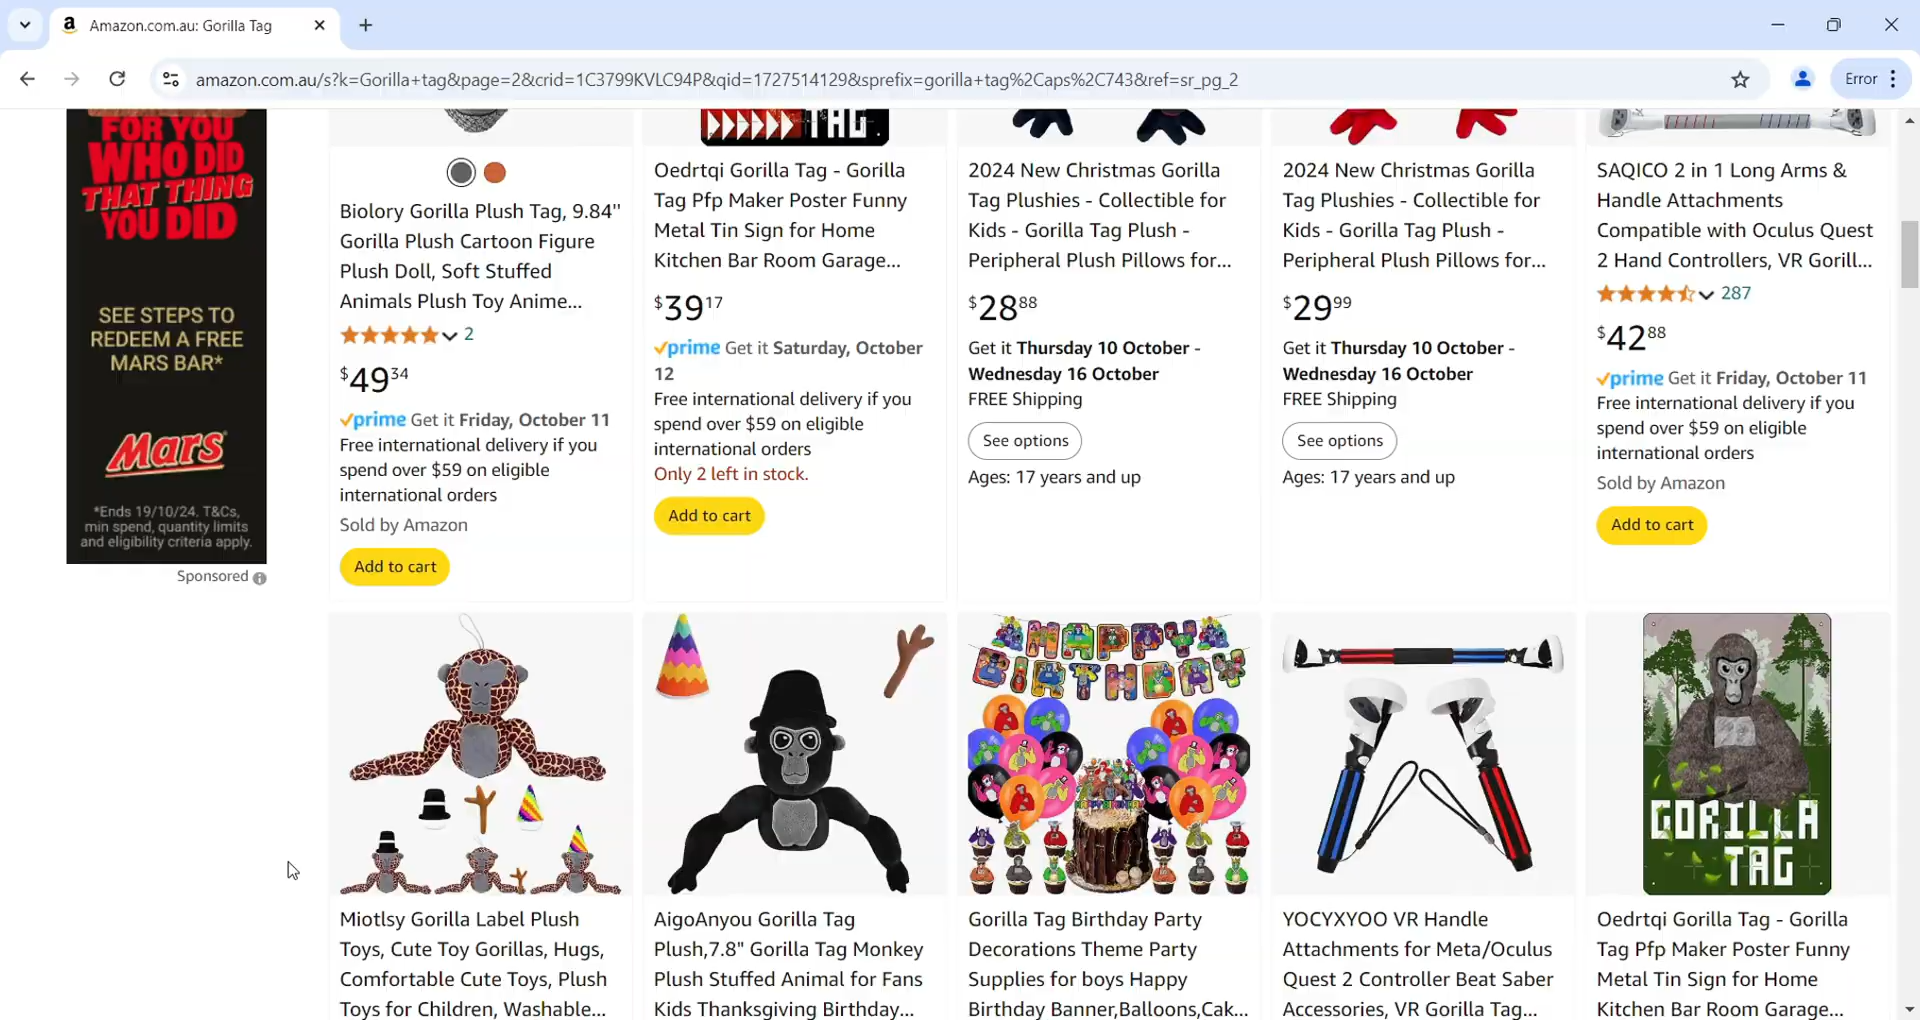 Amazon.com.au: Gorilla Tag
amazon.com.au/s?k=Gorilla+tag&page=2&crid=1C3799KVLC94P&qid=1727514129&sprefix=gorilla+tag%2Caps%2C743&ref=sr_pg_2
Error
FOR YOU
WHO DID
THAT THING
YOU DID
SEE STEPS TO
REDEEM A FREE
MARS BAR*
Mars
*Ends 19/10/24. T&Cs,
min spend, quantity limits
and eligibility criteria apply.
Sponsored
Biolory Gorilla Plush Tag, 9.84''
Gorilla Plush Cartoon Figure
Plush Doll, Soft Stuffed
Animals Plush Toy Anime...
2
$49 34
prime Get it Friday, October 11
Free international delivery if you
spend over $59 on eligible
international orders
Sold by Amazon
Add to cart
TAG
Oedrtqi Gorilla Tag - Gorilla
Tag Pfp Maker Poster Funny
Metal Tin Sign for Home
Kitchen Bar Room Garage...
$39 17
prime Get it Saturday, October
12
Free international delivery if you
spend over $59 on eligible
international orders
Only 2 left in stock.
Add to cart
2024 New Christmas Gorilla
Tag Plushies - Collectible for
Kids - Gorilla Tag Plush -
Peripheral Plush Pillows for...
$28 88
Get it Thursday 10 October -
Wednesday 16 October
FREE Shipping
See options
Ages: 17 years and up
2024 New Christmas Gorilla
Tag Plushies - Collectible for
Kids - Gorilla Tag Plush -
Peripheral Plush Pillows for...
$29 99
Get it Thursday 10 October -
Wednesday 16 October
FREE Shipping
See options
Ages: 17 years and up
SAQICO 2 in 1 Long Arms &
Handle Attachments
Compatible with Oculus Quest
2 Hand Controllers, VR Gorill...
287
$42 88
prime Get it Friday, October 11
Free international delivery if you
spend over $59 on eligible
international orders
Sold by Amazon
Add to cart
Miotlsy Gorilla Label Plush
Toys, Cute Toy Gorillas, Hugs,
Comfortable Cute Toys, Plush
Toys for Children, Washable...
AigoAnyou Gorilla Tag
Plush,7.8" Gorilla Tag Monkey
Plush Stuffed Animal for Fans
Kids Thanksgiving Birthday...
HAPPY
BIRTHDAY
Gorilla Tag Birthday Party
Decorations Theme Party
Supplies for boys Happy
Birthday Banner,Balloons,Cak...
YOCYXYOO VR Handle
Attachments for Meta/Oculus
Quest 2 Controller Beat Saber
Accessories, VR Gorilla Tag...
GORILLA
TAG
Oedrtqi Gorilla Tag - Gorilla
Tag Pfp Maker Poster Funny
Metal Tin Sign for Home
Kitchen Bar Room Garage...